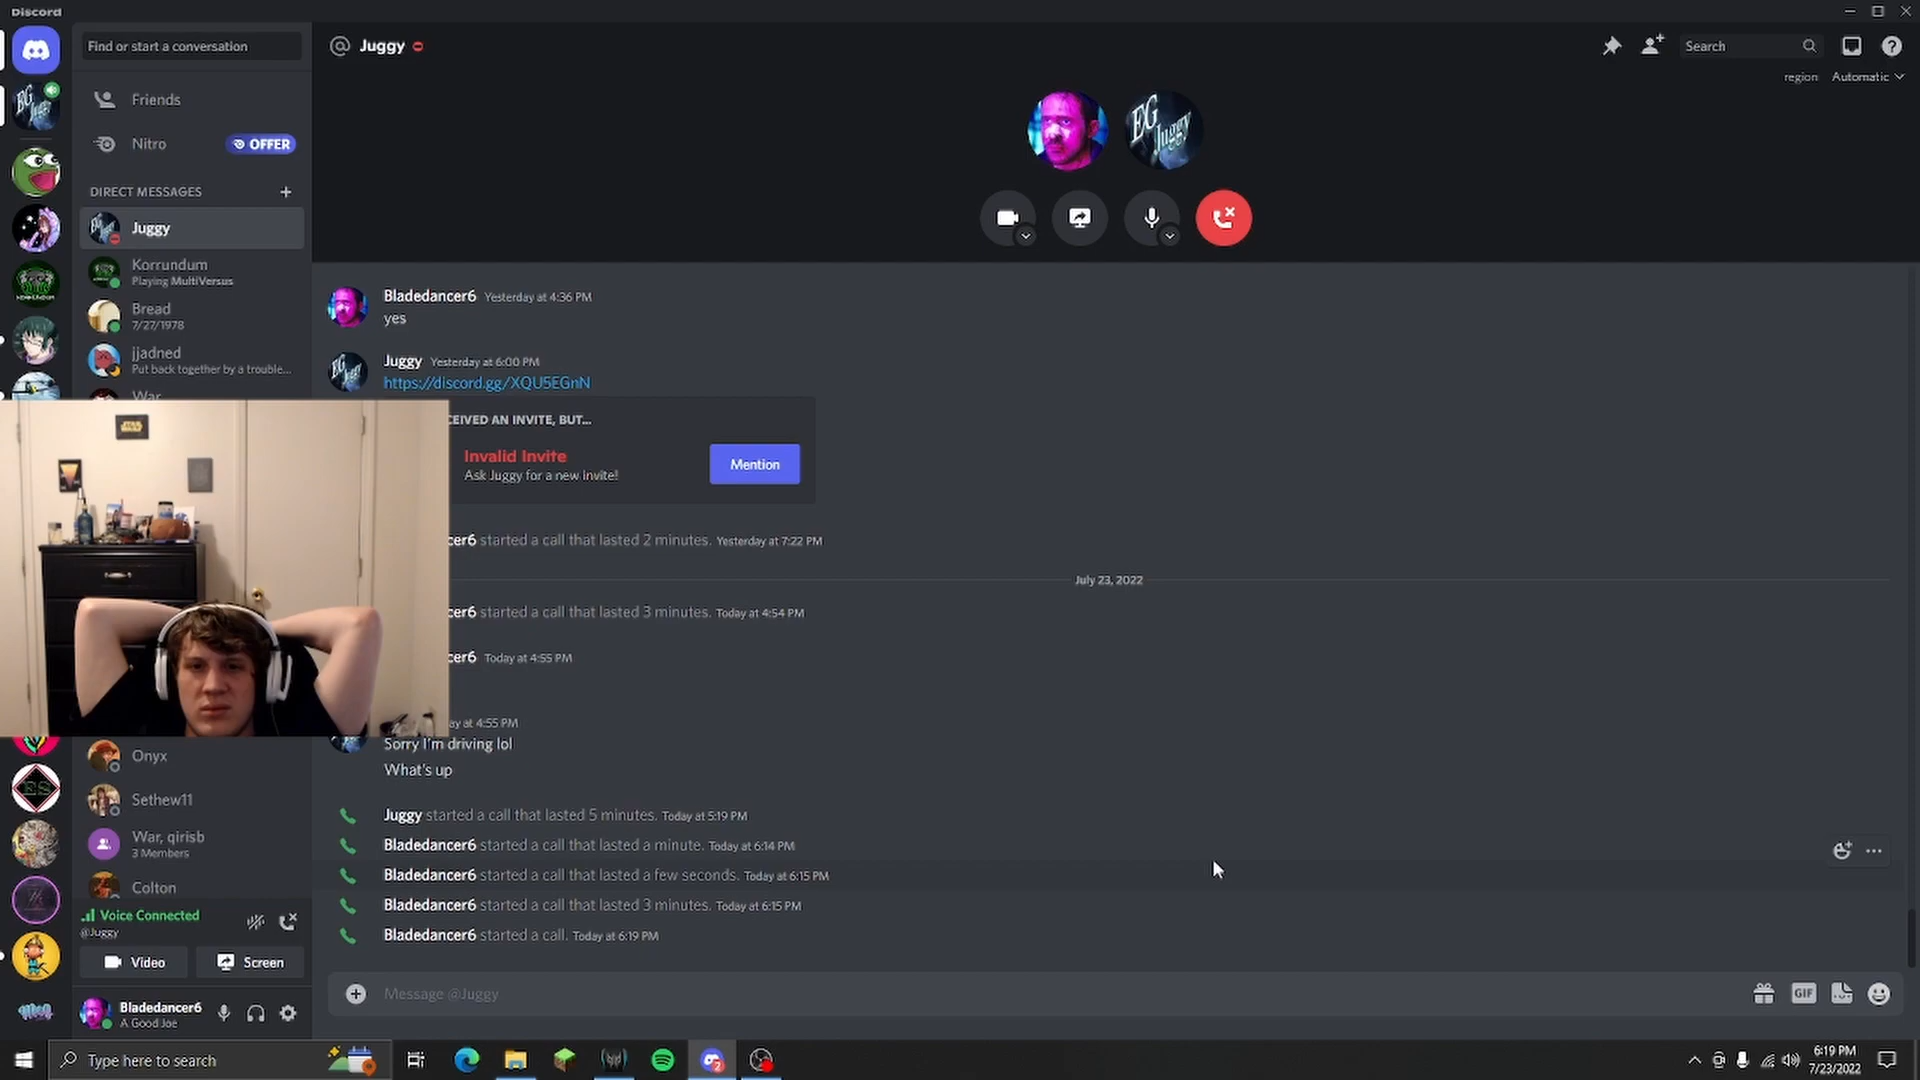 Discord
Find or start a conversation
Juggy
Search
region
Automatic
Friends
Nitro
OFFER
DIRECT MESSAGES
Juggy
Korrundum
Playing MultiVersus
Bread
7/27/1978
jjadned
Put back together by a trouble...
War
EG
Juggy
Bladedancer6 Yesterday at 4:36 PM
yes
Juggy Yesterday at 6:00 PM
https://discord.gg/XQU5EGnN
CEIVED AN INVITE, BUT...
Invalid Invite
Ask Juggy for a new invite!
Mention
cer6 started a call that lasted 2 minutes. Yesterday at 7:22 PM
July 23, 2022
cer6 started a call that lasted 3 minutes. Today at 4:54 PM
cer6 Today at 4:55 PM
ay at 4:55 PM
Sorry I'm driving lol
What's up
Juggy started a call that lasted 5 minutes. Today at 5:19 PM
Bladedancer6 started a call that lasted a minute. Today at 6:14 PM
Bladedancer6 started a call that lasted a few seconds. Today at 6:15 PM
Bladedancer6 started a call that lasted 3 minutes. Today at 6:15 PM
Bladedancer6 started a call. Today at 6:19 PM
Message @Juggy
GIF
STAR WARS
Onyx
Sethew11
War, qirisb
3 Members
Colton
Voice Connected
@Juggy
Video
Screen
Bladedancer6
A Good Joe
ES
Type here to search
2
6:19 PM
7/23/2022